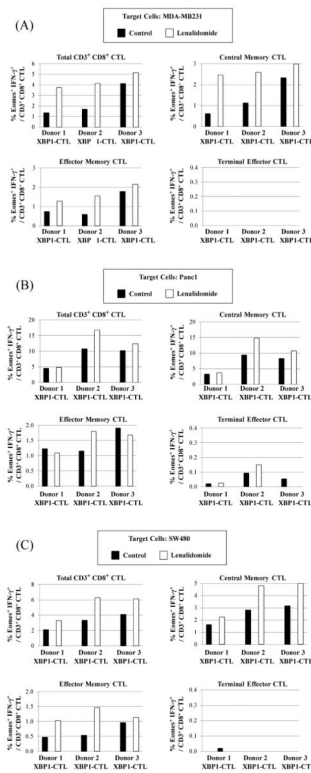 (A)
Target Cells: MDA-MB231
Control Lenalidomide
Total CD3+ CD8+ CTL
% Eomes+ IFN-γ+
/ CD3+ CD8+ CTL
6
5
4
3
2
1
0
Donor 1 Donor 2 Donor 3
XBP1-CTL XBP 1-CTL XBP1-CTL
Central Memory CTL
% Eomes+ IFN-γ+
/ CD3+ CD8+ CTL
3
2
1
0
Donor 1 Donor 2 Donor 3
XBP1-CTL XBP1-CTL XBP1-CTL
Effector Memory CTL
% Eomes+ IFN-γ+
/ CD3+ CD8+ CTL
3
2
1
0
Donor 1 Donor 2 Donor 3
XBP1-CTL XBP 1-CTL XBP1-CTL
Terminal Effector CTL
% Eomes+ IFN-γ+
/ CD3+ CD8+ CTL
0.4
0.3
0.2
0.1
0.0
Donor 1 Donor 2 Donor 3
XBP1-CTL XBP1-CTL XBP1-CTL
(B)
Target Cells: Panc1
Control Lenalidomide
Total CD3+ CD8+ CTL
% Eomes+ IFN-γ+
/ CD3+ CD8+ CTL
20
15
10
5
0
Donor 1 Donor 2 Donor 3
XBP1-CTL XBP1-CTL XBP1-CTL
Central Memory CTL
% Eomes+ IFN-γ+
/ CD3+ CD8+ CTL
20
15
10
5
0
Donor 1 Donor 2 Donor 3
XBP1-CTL XBP1-CTL XBP1-CTL
Effector Memory CTL
% Eomes+ IFN-γ+
/ CD3+ CD8+ CTL
2.0
1.5
1.0
0.5
0.0
Donor 1 Donor 2 Donor 3
XBP1-CTL XBP1-CTL XBP1-CTL
Terminal Effector CTL
% Eomes+ IFN-γ+
/ CD3+ CD8+ CTL
0.4
0.3
0.2
0.1
0.0
Donor 1 Donor 2 Donor 3
XBP1-CTL XBP1-CTL XBP1-CTL
(C)
Target Cells: SW480
Control Lenalidomide
Total CD3+ CD8+ CTL
% Eomes+ IFN-γ+
/ CD3+ CD8+ CTL
8
6
4
2
0
Donor 1 Donor 2 Donor 3
XBP1-CTL XBP1-CTL XBP1-CTL
Central Memory CTL
% Eomes+ IFN-γ+
/ CD3+ CD8+ CTL
5
4
3
2
1
0
Donor 1 Donor 2 Donor 3
XBP1-CTL XBP1-CTL XBP1-CTL
Effector Memory CTL
% Eomes+ IFN-γ+
/ CD3+ CD8+ CTL
2.0
1.5
1.0
0.5
0.0
Donor 1 Donor 2 Donor 3
XBP1-CTL XBP1-CTL XBP1-CTL
Terminal Effector CTL
% Eomes+ IFN-γ+
/ CD3+ CD8+ CTL
0.4
0.3
0.2
0.1
0.0
Donor 1 Donor 2 Donor 3
XBP1-CTL XBP1-CTL XBP1-CTL